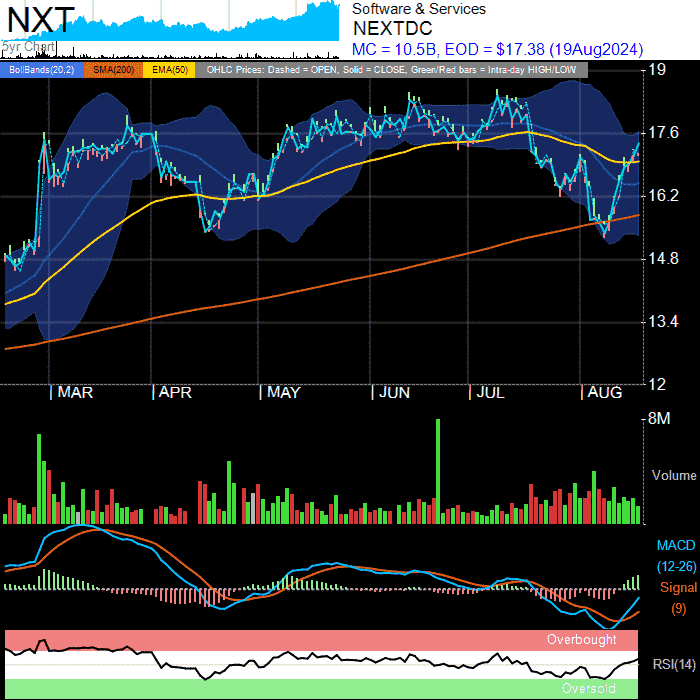 NXT
5yr Chart
Software & Services
NEXTDC
MC = 10.5B, EOD = $17.38 (19Aug2024)
BollBands(20,2) SMA(200) EMA(50) OHLC Prices: Dashed = OPEN, Solid = CLOSE, Green/Red bars = Intra-day HIGH/LOW
19
17.6
16.2
14.8
13.4
12
MAR APR MAY JUN JUL AUG
8M
Volume
MACD
(12-26)
Signal
(9)
Overbought
RSI(14)
Oversold